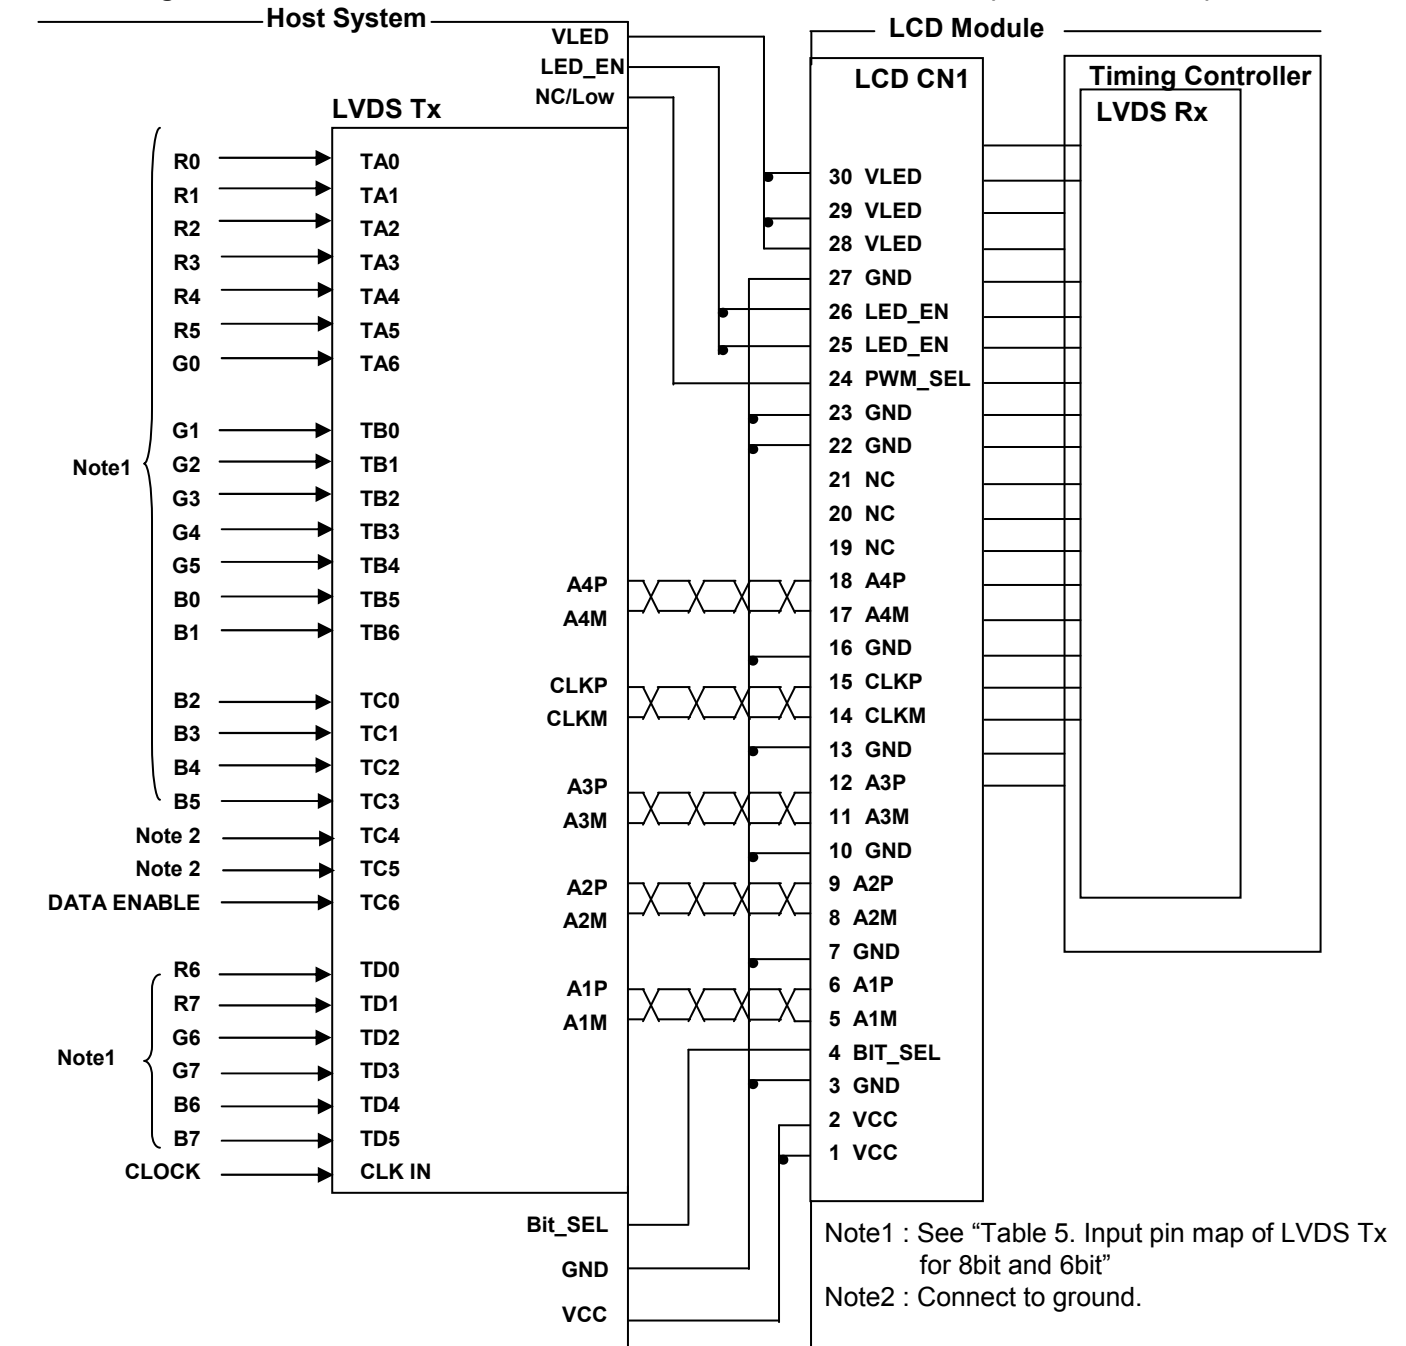 Host System
LCD Module
VLED
LED_EN
NC/Low
LVDS Tx
LCD CN1
Timing Controller
LVDS Rx
R0 TA0
R1 TA1
R2 TA2
R3 TA3
R4 TA4
R5 TA5
G0 TA6
G1 TB0
Note1
G2 TB1
G3 TB2
G4 TB3
G5 TB4
B0 TB5
B1 TB6
B2 TC0
B3 TC1
B4 TC2
B5 TC3
Note 2 TC4
Note 2 TC5
DATA ENABLE TC6
R6 TD0
R7 TD1
G6 TD2
Note1
G7 TD3
B6 TD4
B7 TD5
CLOCK CLK IN
A4P
A4M
CLKP
CLKM
A3P
A3M
A2P
A2M
A1P
A1M
Bit_SEL
GND
VCC
30 VLED
29 VLED
28 VLED
27 GND
26 LED_EN
25 LED_EN
24 PWM_SEL
23 GND
22 GND
21 NC
20 NC
19 NC
18 A4P
17 A4M
16 GND
15 CLKP
14 CLKM
13 GND
12 A3P
11 A3M
10 GND
9 A2P
8 A2M
7 GND
6 A1P
5 A1M
4 BIT_SEL
3 GND
2 VCC
1 VCC
Note1 : See “Table 5. Input pin map of LVDS Tx
for 8bit and 6bit”
Note2 : Connect to ground.